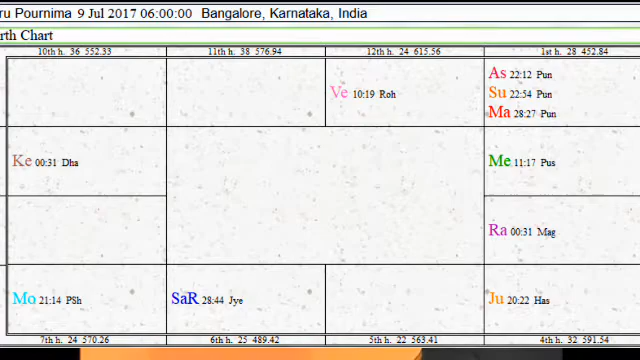 ru Pournima 9 Jul 2017 06:00:00 Bangalore, Karnataka, India
rth Chart
10th h. 36 552.33 11th h. 38 576.94 12th h. 24 615.56 1st h. 28 452.84
As 22:12 Pun
Ve 10:19 Roh Su 22:54 Pun
Ma 28:27 Pun
Ke 00:31 Dha Me 11:17 Pus
Ra 00:31 Mag
Mo 21:14 PSh SaR 28:44 Jye Ju 20:22 Has
7th h. 24 570.26 6th h. 25 489.42 5th h. 22 563.41 4th h. 32 591.54